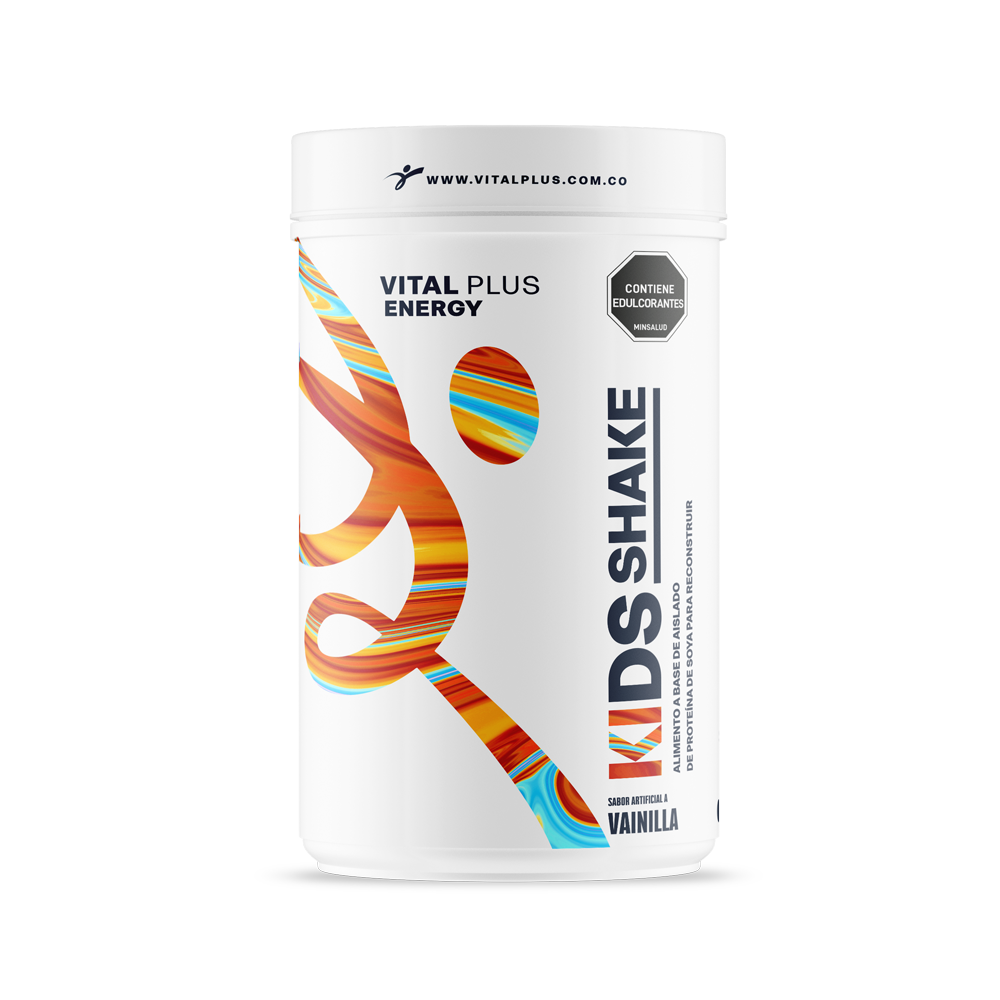 WWW.VITALPLUS.COM.CO
VITAL PLUS
ENERGY
CONTIENE
EDULCORANTES
MINSALUD
KIDS SHAKE
ALIMENTO A BASE DE AISLADO
DE PROTEÍNA DE SOYA PARA RECONSTRUIR
SABOR ARTIFICIAL A
VAINILLA